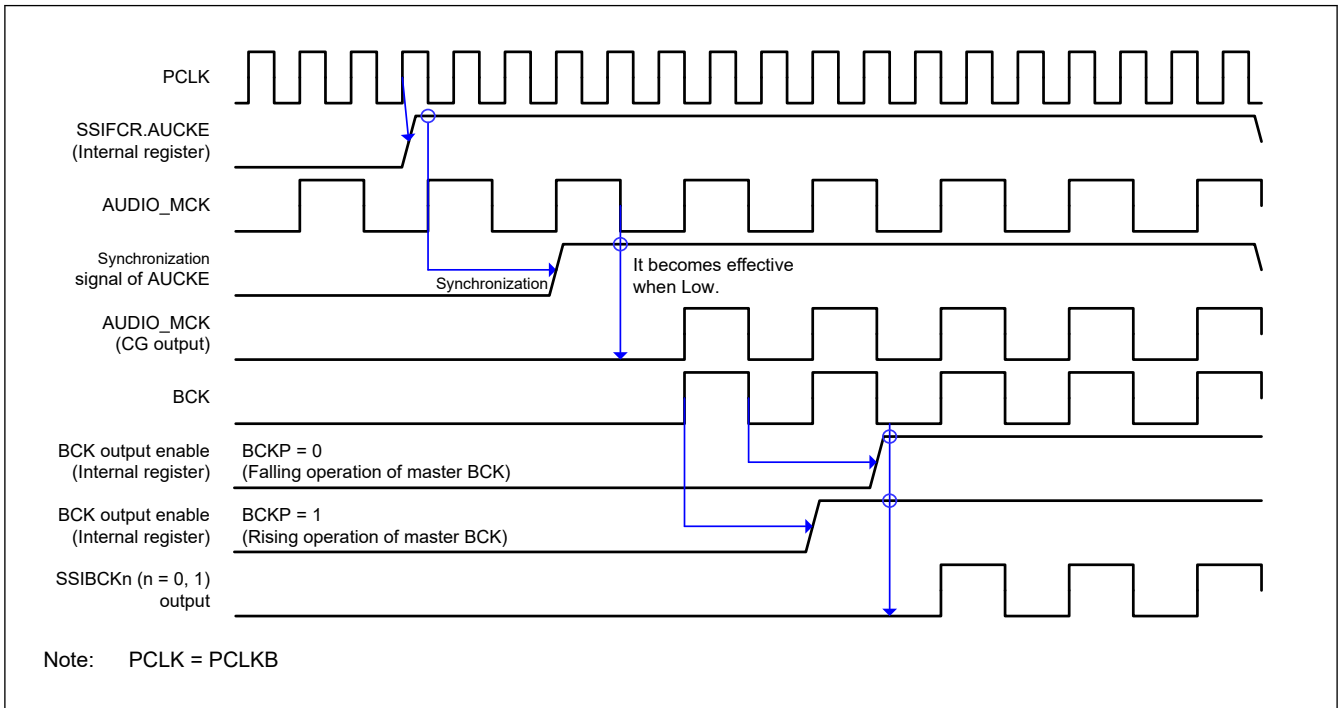 PCLK
SSIFCR.AUCKE
(Internal register)
AUDIO_MCK
Synchronization
signal of AUCKE
Synchronization
It becomes effective
when Low.
AUDIO_MCK
(CG output)
BCK
BCK output enable
(Internal register)
BCKP = 0
(Falling operation of master BCK)
BCK output enable
(Internal register)
BCKP = 1
(Rising operation of master BCK)
SSIBCKn (n = 0, 1)
output
Note: PCLK = PCLKB